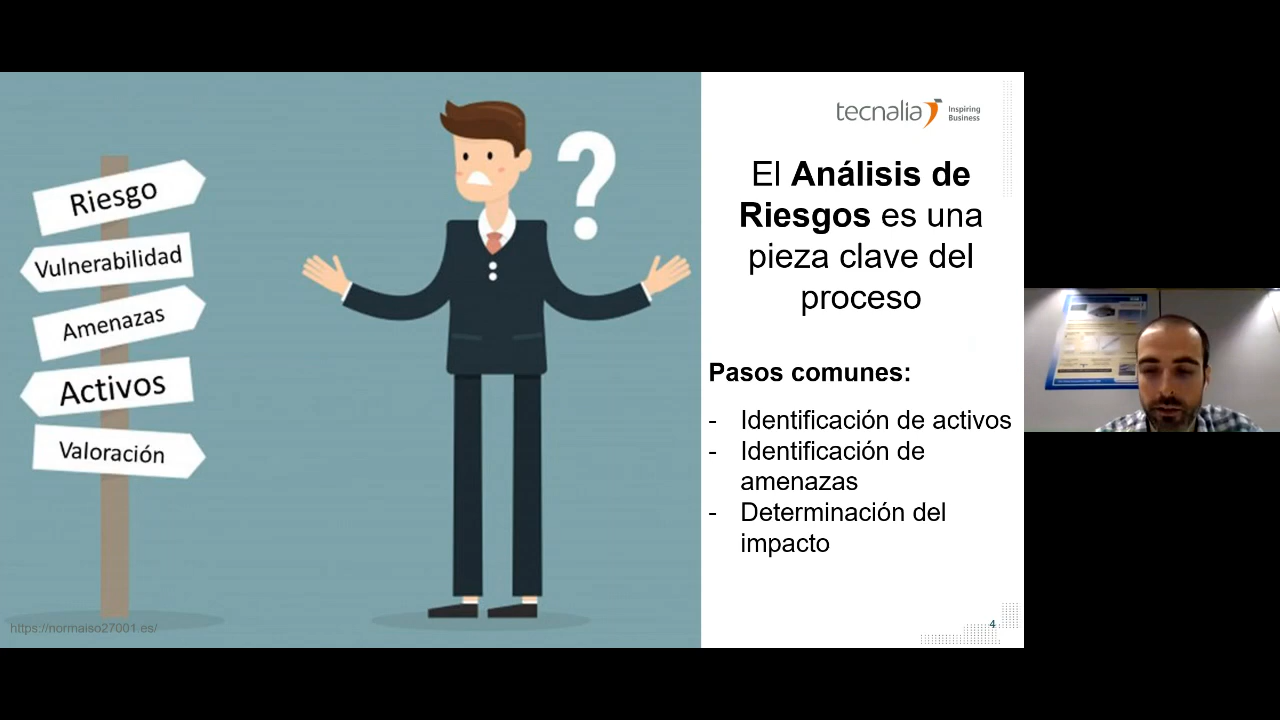 Riesgo
Vulnerabilidad
Amenazas
Activos
Valoración
?
https://normaiso27001.es/
tecnalia Inspiring
Business
El Análisis de
Riesgos es una
pieza clave del
proceso
Pasos comunes:
- Identificación de activos
- Identificación de
amenazas
- Determinación del
impacto
4